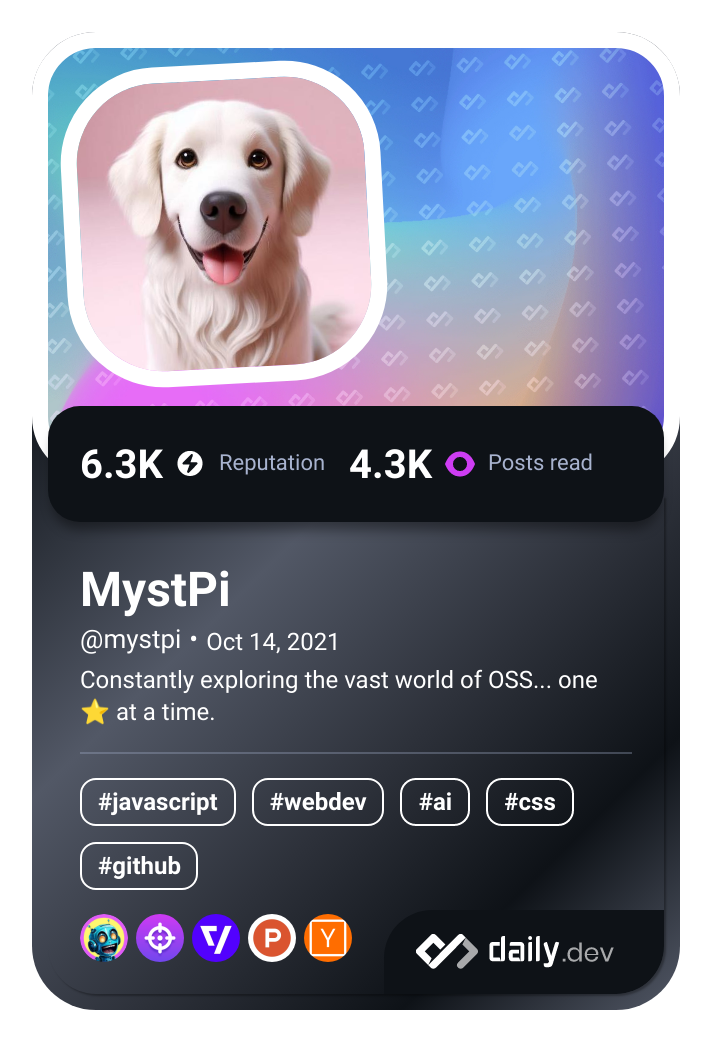 6.3K Reputation 4.3K Posts read
MystPi
@mystpi • Oct 14, 2021
Constantly exploring the vast world of OSS... one
⭐ at a time.
#javascript #webdev #ai #css
#github
P Y
daily.dev